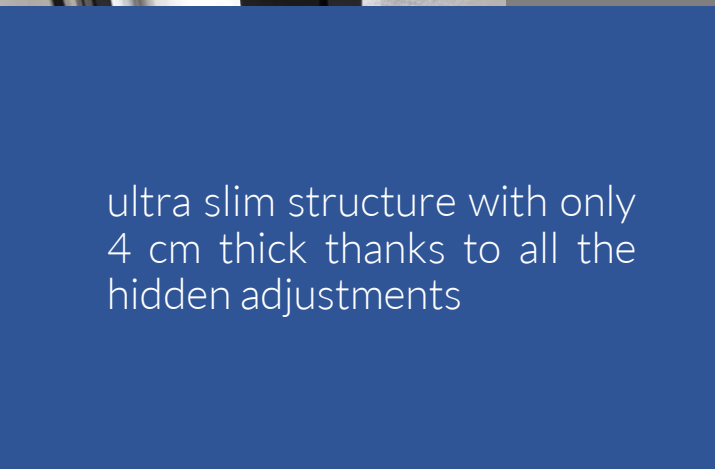 ultra slim structure with only
4 cm thick thanks to all the
hidden adjustments